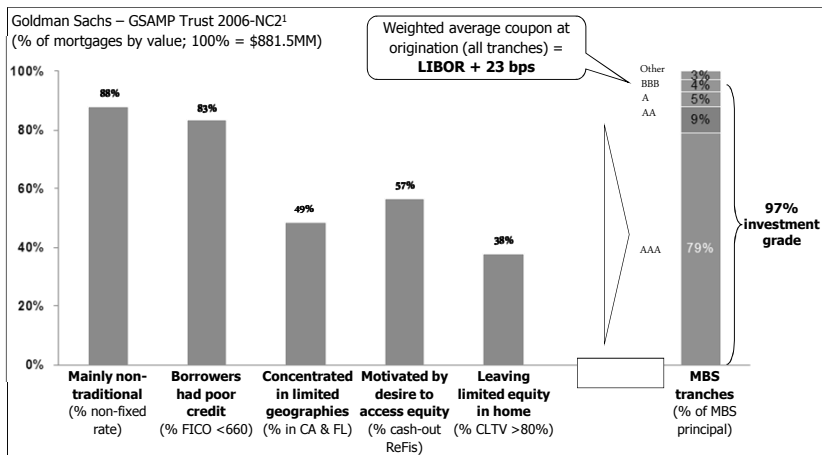 Goldman Sachs – GSAMP Trust 2006-NC2¹
(% of mortgages by value; 100% = $881.5MM)
Weighted average coupon at
origination (all tranches) =
LIBOR + 23 bps
100%
80%
60%
40%
20%
0%
88%
83%
49%
57%
38%
Other
BBB
A
AA
AAA
3%
4%
5%
9%
79%
97%
investment
grade
Mainly non-
traditional
(% non-fixed
rate)
Borrowers
had poor
credit
(% FICO <660)
Concentrated
in limited
geographies
(% in CA & FL)
Motivated by
desire to
access equity
(% cash-out
ReFis)
Leaving
limited equity
in home
(% CLTV >80%)
MBS
tranches
(% of MBS
principal)